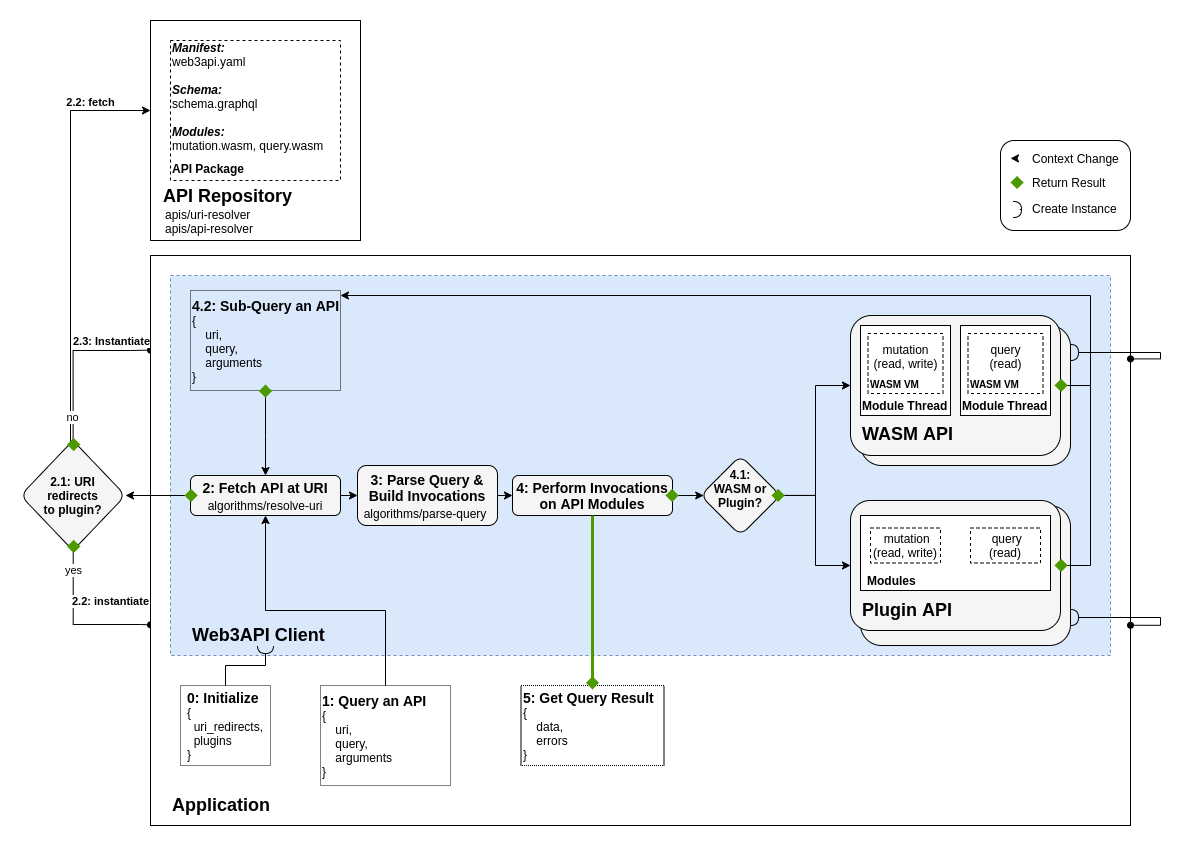 Manifest:
web3api.yaml
Schema:
schema.graphql
Modules:
mutation.wasm, query.wasm
API Package
API Repository
apis/uri-resolver
apis/api-resolver
2.2: fetch
Context Change
Return Result
Create Instance
4.2: Sub-Query an API
{
uri,
query,
arguments
}
2.3: Instantiate
no
2.1: URI
redirects
to plugin?
yes
2.2: instantiate
2: Fetch API at URI
algorithms/resolve-uri
3: Parse Query &
Build Invocations
algorithms/parse-query
4: Perform Invocations
on API Modules
4.1:
WASM or
Plugin?
mutation
(read, write)
WASM VM
Module Thread
query
(read)
WASM VM
Module Thread
WASM API
mutation
(read, write)
query
(read)
Modules
Plugin API
Web3API Client
0: Initialize
{
uri_redirects,
plugins
}
1: Query an API
{
uri,
query,
arguments
}
5: Get Query Result
{
data,
errors
}
Application